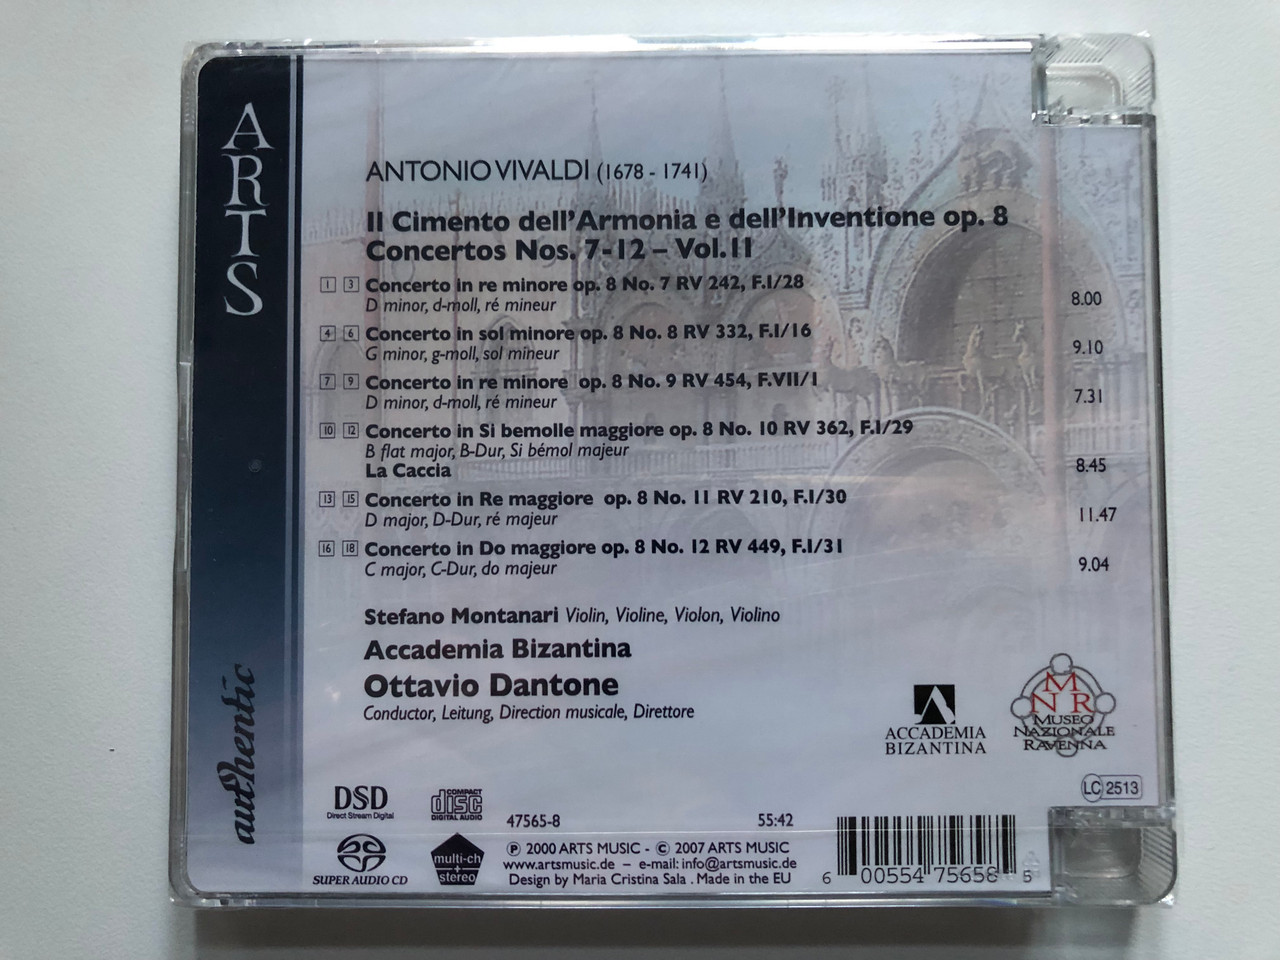 ARTS
authentic
ANTONIO VIVALDI (1678 - 1741)
Il Cimento dell'Armonia e dell'Inventione op. 8
Concertos Nos. 7-12 – Vol.II
1 3 Concerto in re minore op. 8 No. 7 RV 242, F.I/28
D minor, d-moll, ré mineur 8.00
4 6 Concerto in sol minore op. 8 No. 8 RV 332, F.I/16
G minor, g-moll, sol mineur 9.10
7 9 Concerto in re minore op. 8 No. 9 RV 454, F.VII/1
D minor, d-moll, ré mineur 7.31
10 12 Concerto in Si bemolle maggiore op. 8 No. 10 RV 362, F.I/29
B flat major, B-Dur, Si bémol majeur
La Caccia 8.45
13 15 Concerto in Re maggiore op. 8 No. 11 RV 210, F.I/30
D major, D-Dur, ré majeur 11.47
16 18 Concerto in Do maggiore op. 8 No. 12 RV 449, F.I/31
C major, C-Dur, do majeur 9.04
Stefano Montanari Violin, Violine, Violon, Violino
Accademia Bizantina
Ottavio Dantone
Conductor, Leitung, Direction musicale, Direttore
ACCADEMIA
BIZANTINA
M
N R
MUSEO
NAZIONALE
RAVENNA
LC 2513
DSD
Direct Stream Digital
COMPACT
disc
DIGITAL AUDIO
SUPER AUDIO CD
multi-ch
+
stereo
47565-8 55:42
℗ 2000 ARTS MUSIC - © 2007 ARTS MUSIC
www.artsmusic.de – e-mail: info@artsmusic.de
Design by Maria Cristina Sala . Made in the EU
6 00554 75658 5